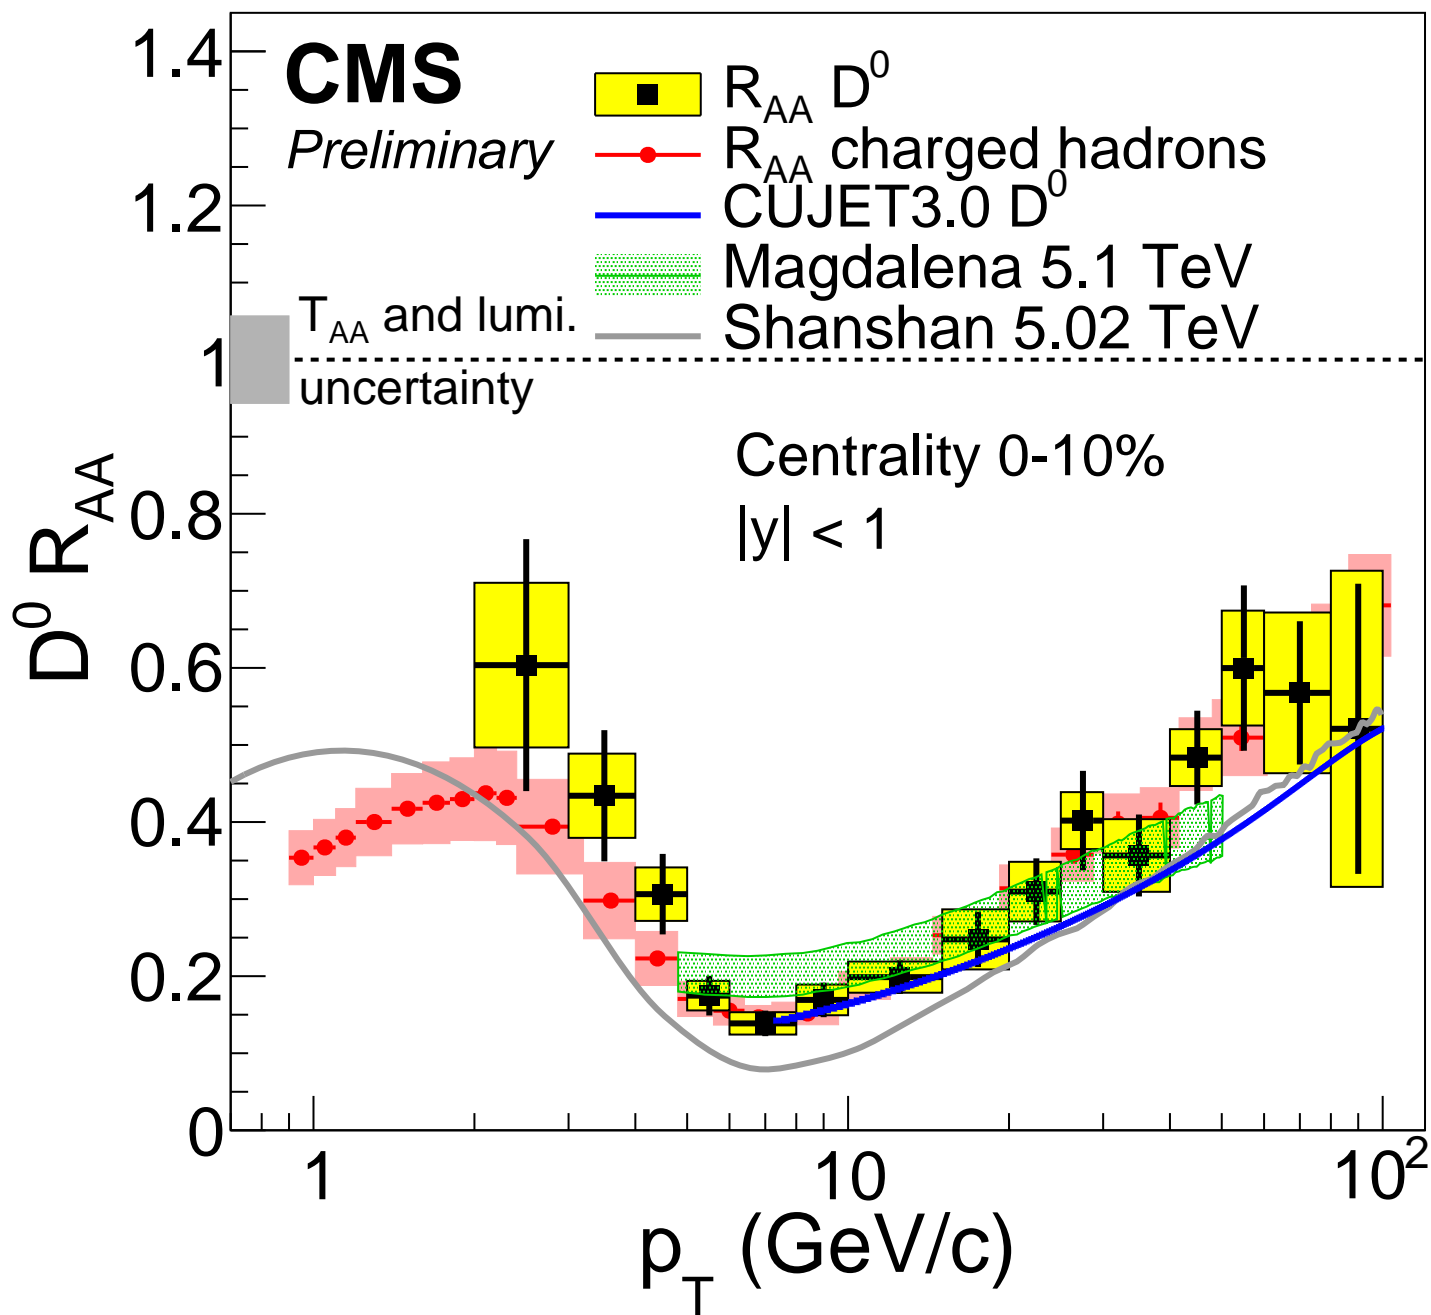 CMS
Preliminary
R_AA D^0
R_AA charged hadrons
CUJET3.0 D^0
Magdalena 5.1 TeV
Shanshan 5.02 TeV
T_AA and lumi.
uncertainty
Centrality 0-10%
|y| < 1
D^0 R_AA
1.4
1.2
1
0.8
0.6
0.4
0.2
0
1
10
10^2
p_T (GeV/c)